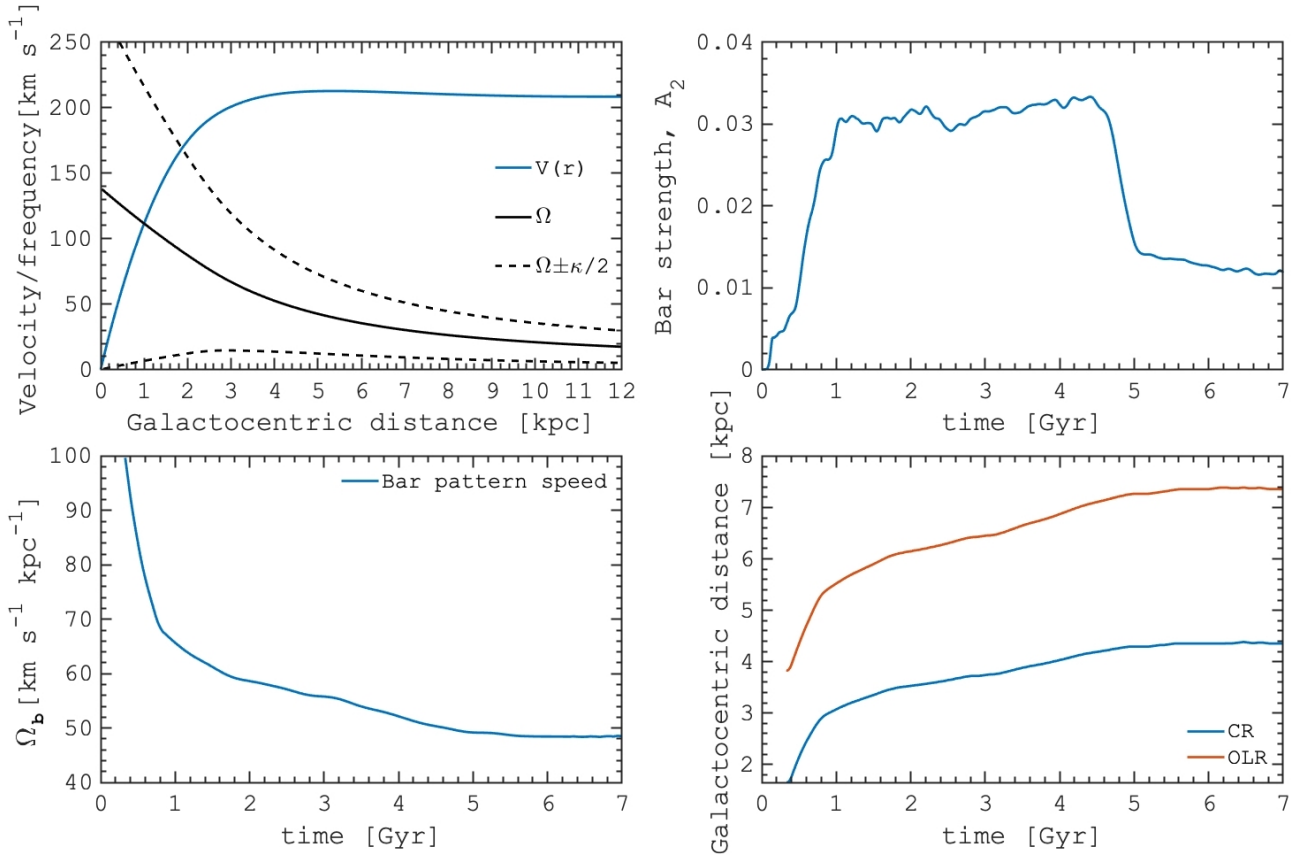 Velocity/frequency[km s⁻¹]
250
200
150
100
50
0
V(r)
Ω
Ω±κ/2
0 1 2 3 4 5 6 7 8 9 10 11 12
Galactocentric distance [kpc]
Bar strength, A₂
0.04
0.03
0.02
0.01
0
0 1 2 3 4 5 6 7
time [Gyr]
Ω_b[km s⁻¹ kpc⁻¹]
100
90
80
70
60
50
40
Bar pattern speed
0 1 2 3 4 5 6 7
time [Gyr]
Galactocentric distance [kpc]
8
7
6
5
4
3
2
CR
OLR
0 1 2 3 4 5 6 7
time [Gyr]